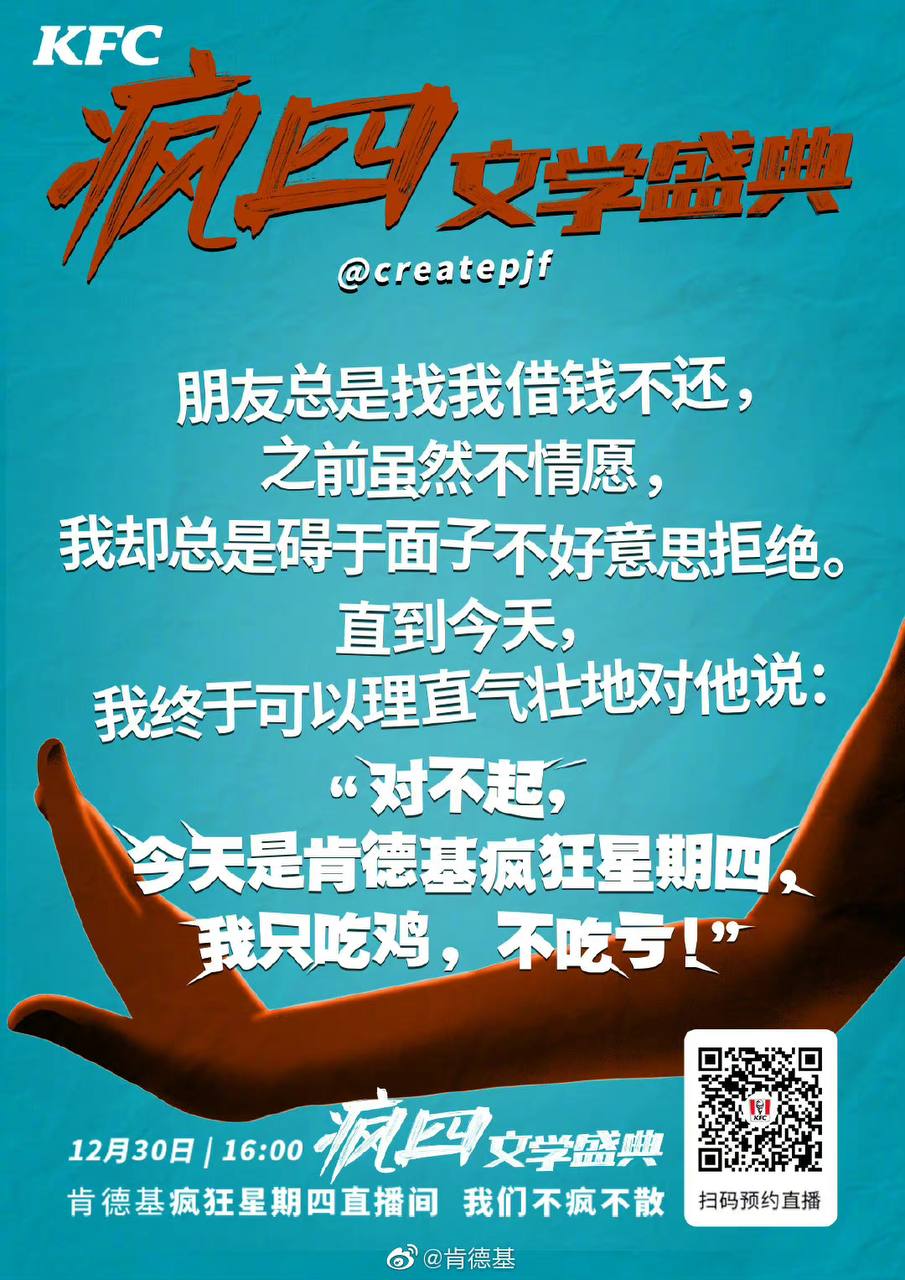 KFC
疯四文学盛典
@createpjf
朋友总是找我借钱不还，
之前虽然不情愿，
我却总是碍于面子不好意思拒绝。
直到今天，
我终于可以理直气壮地对他说：
“对不起，
今天是肯德基疯狂星期四，
我只吃鸡，不吃亏！”
12月30日 | 16:00 疯四文学盛典
肯德基疯狂星期四直播间 我们不疯不散
KFC
扫码预约直播
@肯德基